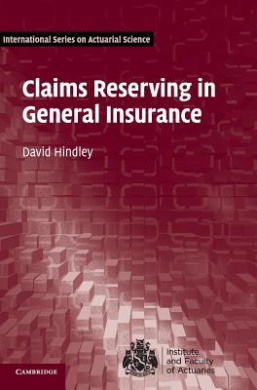 International Series on Actuarial Science
Claims Reserving in
General Insurance
David Hindley
CAMBRIDGE
Institute
and Faculty
of Actuaries